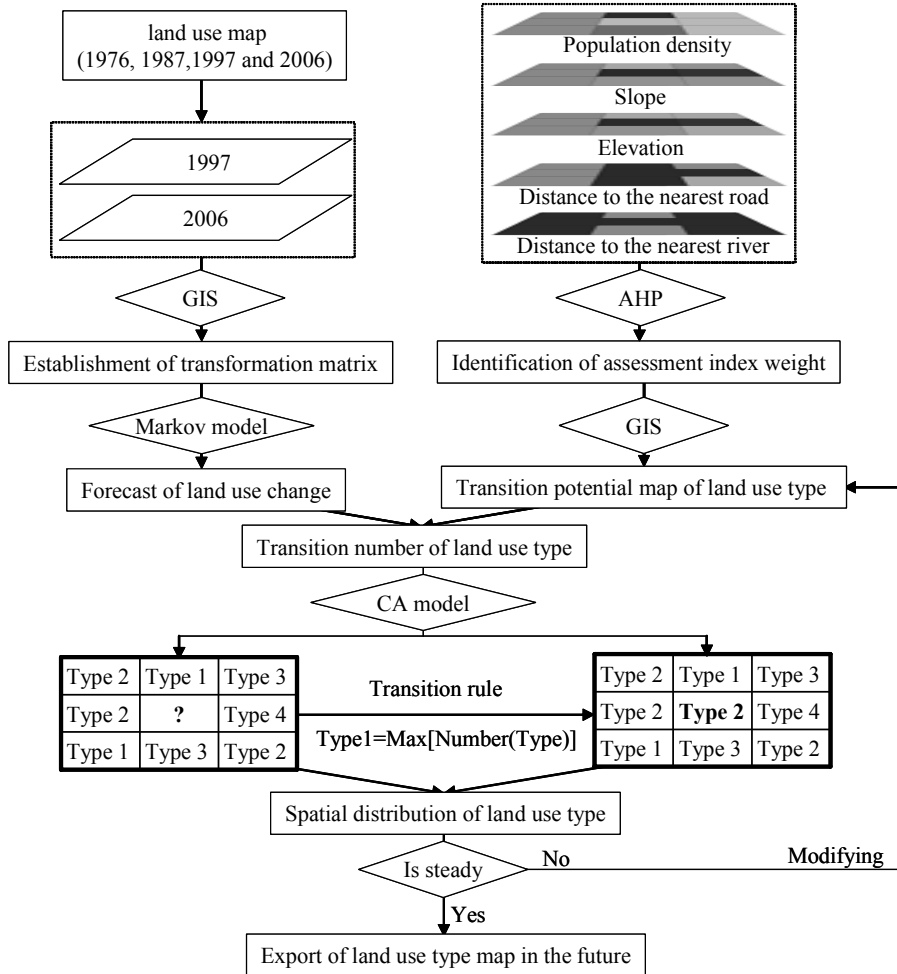 land use map
(1976, 1987,1997 and 2006)
1997
2006
GIS
Establishment of transformation matrix
Markov model
Forecast of land use change
Population density
Slope
Elevation
Distance to the nearest road
Distance to the nearest river
AHP
Identification of assessment index weight
GIS
Transition potential map of land use type
Transition number of land use type
CA model
Type 2 Type 1 Type 3
Type 2 ? Type 4
Type 1 Type 3 Type 2
Transition rule
Type1=Max[Number(Type)]
Type 2 Type 1 Type 3
Type 2 Type 2 Type 4
Type 1 Type 3 Type 2
Spatial distribution of land use type
Is steady
No
Modifying
Yes
Export of land use type map in the future